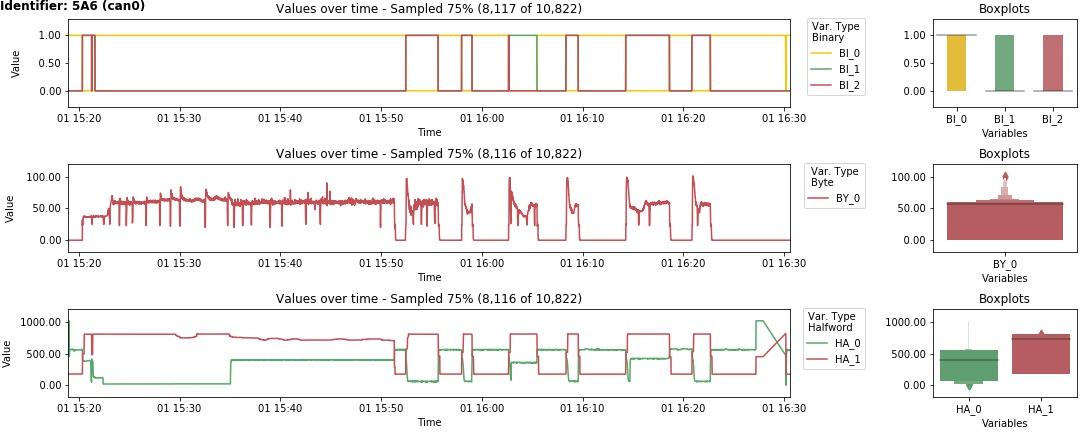 Identifier: 5A6 (can0)
Values over time - Sampled 75% (8,117 of 10,822)
Boxplots
1.00
0.50
0.00
Value
01 15:20 01 15:30 01 15:40 01 15:50 01 16:00 01 16:10 01 16:20 01 16:30
Time
Var. Type
Binary
BI_0
BI_1
BI_2
1.00
0.50
0.00
BI_0 BI_1 BI_2
Variables
Values over time - Sampled 75% (8,116 of 10,822)
Boxplots
100.00
50.00
0.00
Value
01 15:20 01 15:30 01 15:40 01 15:50 01 16:00 01 16:10 01 16:20 01 16:30
Time
Var. Type
Byte
BY_0
100.00
50.00
0.00
BY_0
Variables
Values over time - Sampled 75% (8,116 of 10,822)
Boxplots
1000.00
500.00
0.00
Value
01 15:20 01 15:30 01 15:40 01 15:50 01 16:00 01 16:10 01 16:20 01 16:30
Time
Var. Type
Halfword
HA_0
HA_1
1000.00
500.00
0.00
HA_0 HA_1
Variables